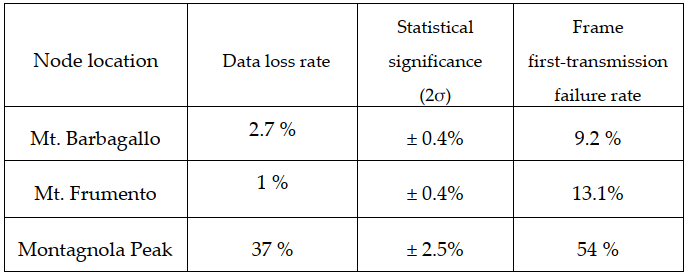 Node location
Data loss rate
Statistical
significance
(2σ)
Frame
first-transmission
failure rate
Mt. Barbagallo
2.7 %
± 0.4%
9.2 %
Mt. Frumento
1 %
± 0.4%
13.1%
Montagnola Peak
37 %
± 2.5%
54 %